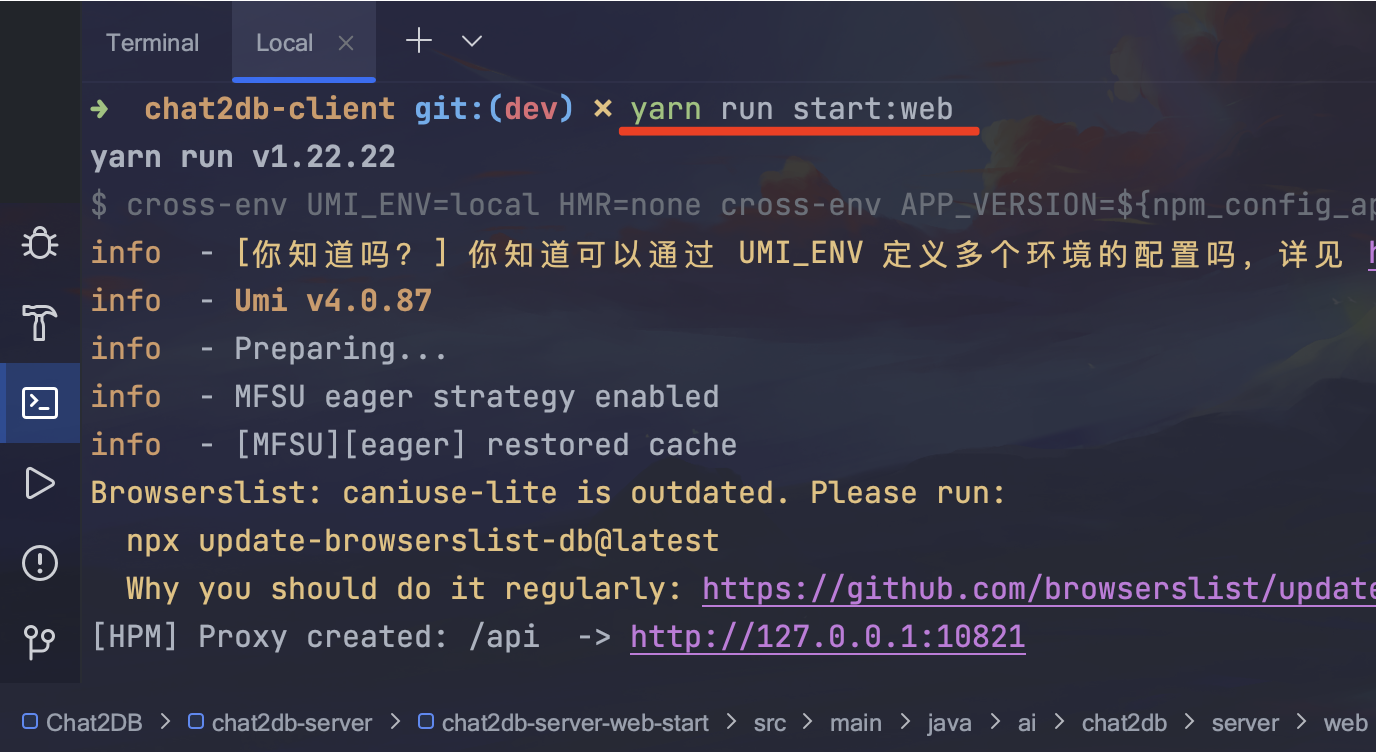 Terminal Local
➜ chat2db-client git:(dev) ✗ yarn run start:web
yarn run v1.22.22
$ cross-env UMI_ENV=local HMR=none cross-env APP_VERSION=${npm_config_ap
info - [你知道吗？] 你知道可以通过 UMI_ENV 定义多个环境的配置吗，详见 h
info - Umi v4.0.87
info - Preparing...
info - MFSU eager strategy enabled
info - [MFSU][eager] restored cache
Browserslist: caniuse-lite is outdated. Please run:
npx update-browserslist-db@latest
Why you should do it regularly: https://github.com/browserslist/update
[HPM] Proxy created: /api -> http://127.0.0.1:10821
Chat2DB > chat2db-server > chat2db-server-web-start > src > main > java > ai > chat2db > server > web